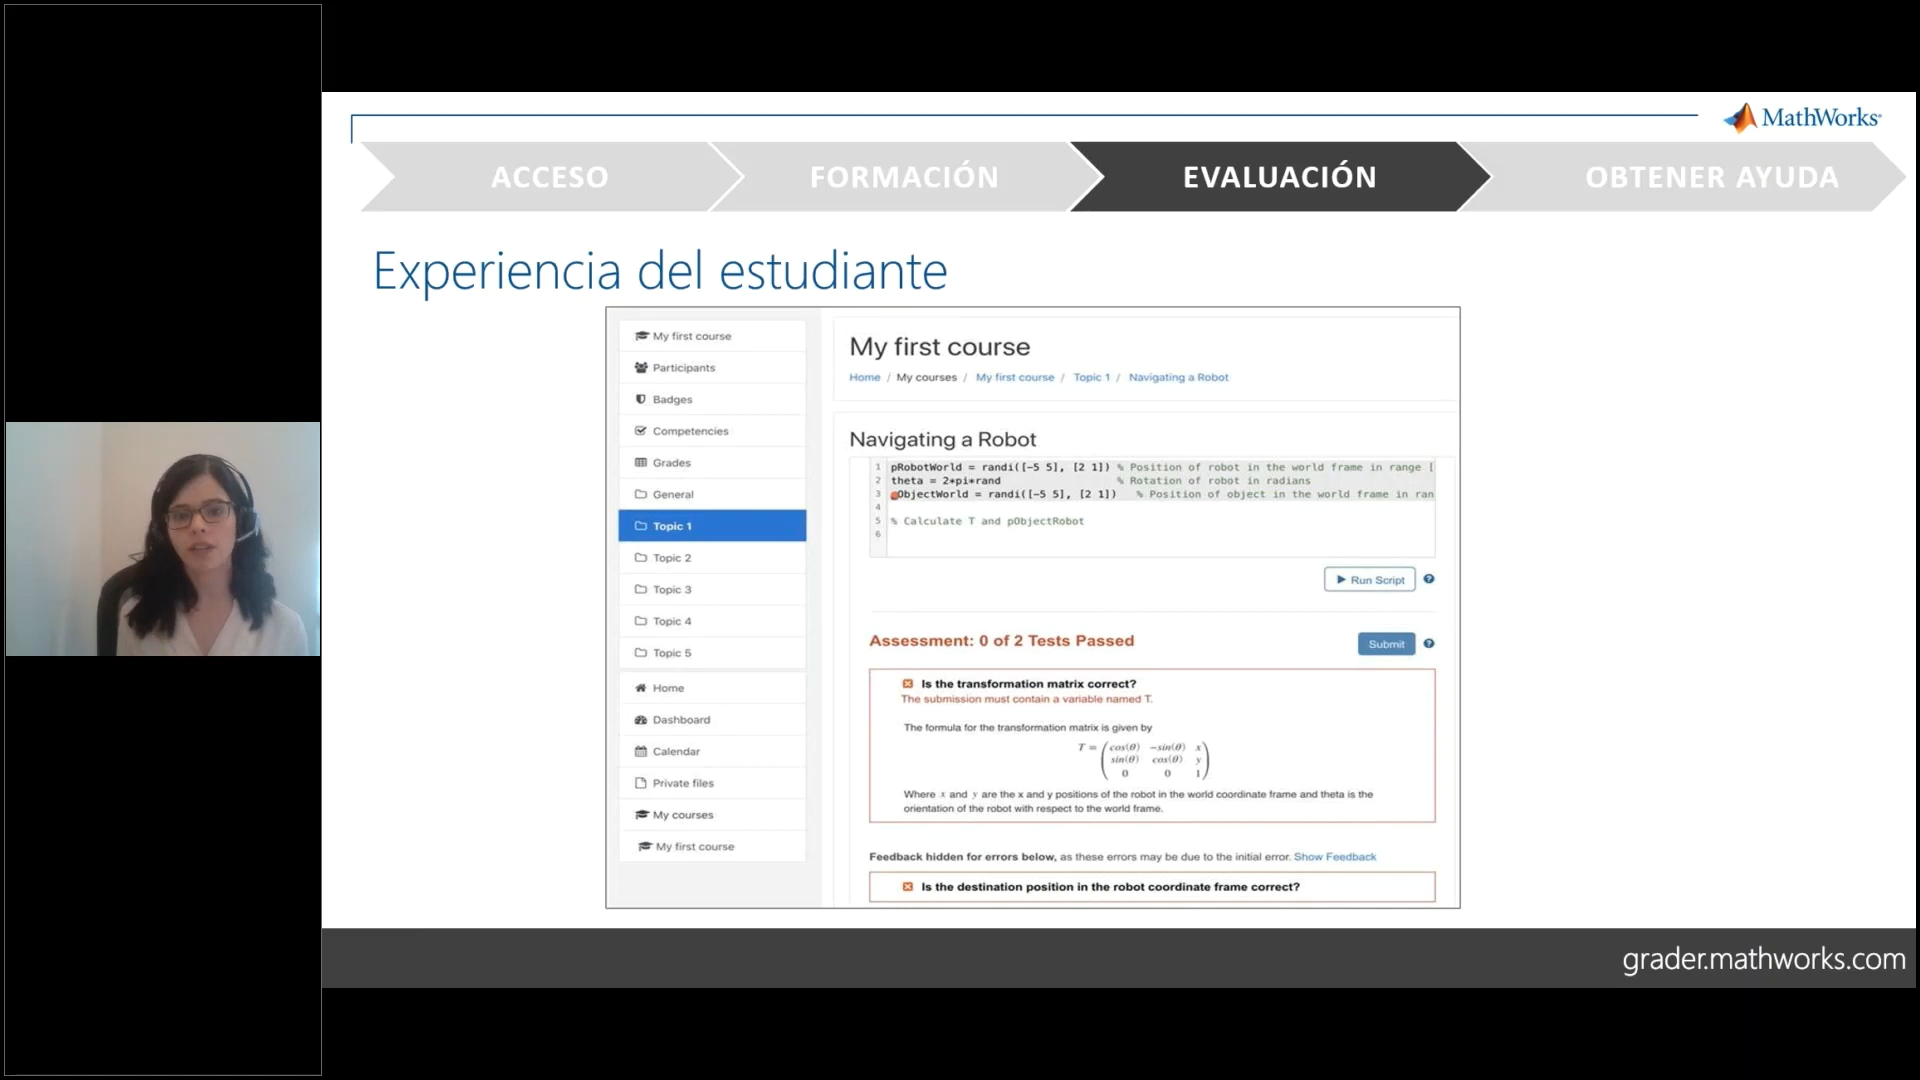 MathWorks
ACCESO
FORMACIÓN
EVALUACIÓN
OBTENER AYUDA
Experiencia del estudiante
My first course
Participants
Badges
Competencies
Grades
General
Topic 1
Topic 2
Topic 3
Topic 4
Topic 5
Home
Dashboard
Calendar
Private files
My courses
My first course
My first course
Home / My courses / My first course / Topic 1 / Navigating a Robot
Navigating a Robot
1 pRobotWorld = randi([-5 5], [2 1]) % Position of robot in the world frame in range [
2 theta = 2*pi*rand % Rotation of robot in radians
3 pObjectWorld = randi([-5 5], [2 1]) % Position of object in the world frame in ran
4
5 % Calculate T and pObjectRobot
6
Run Script
Assessment: 0 of 2 Tests Passed
Submit
Is the transformation matrix correct?
The submission must contain a variable named T.
The formula for the transformation matrix is given by
T = ( cos(θ) −sin(θ) x
sin(θ) cos(θ) y
0 0 1 )
Where x and y are the x and y positions of the robot in the world coordinate frame and theta is the
orientation of the robot with respect to the world frame.
Feedback hidden for errors below, as these errors may be due to the initial error. Show Feedback
Is the destination position in the robot coordinate frame correct?
grader.mathworks.com